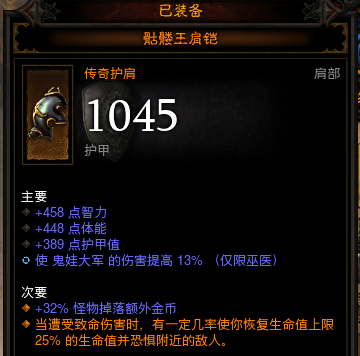 已装备
骷髅王肩铠
传奇护肩 肩部
1045
护甲
主要
+458 点智力
+448 点体能
+389 点护甲值
使 鬼娃大军 的伤害提高 13% （仅限巫医）
次要
+32% 怪物掉落额外金币
当遭受致命伤害时，有一定几率使你恢复生命值上限
25% 的生命值并恐惧附近的敌人。